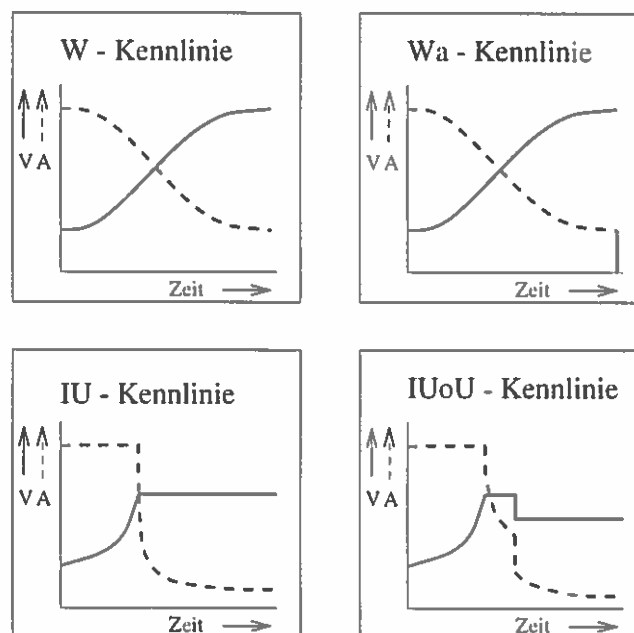 W - Kennlinie
V A
Zeit
Wa - Kennlinie
V A
Zeit
IU - Kennlinie
V A
Zeit
IUoU - Kennlinie
V A
Zeit